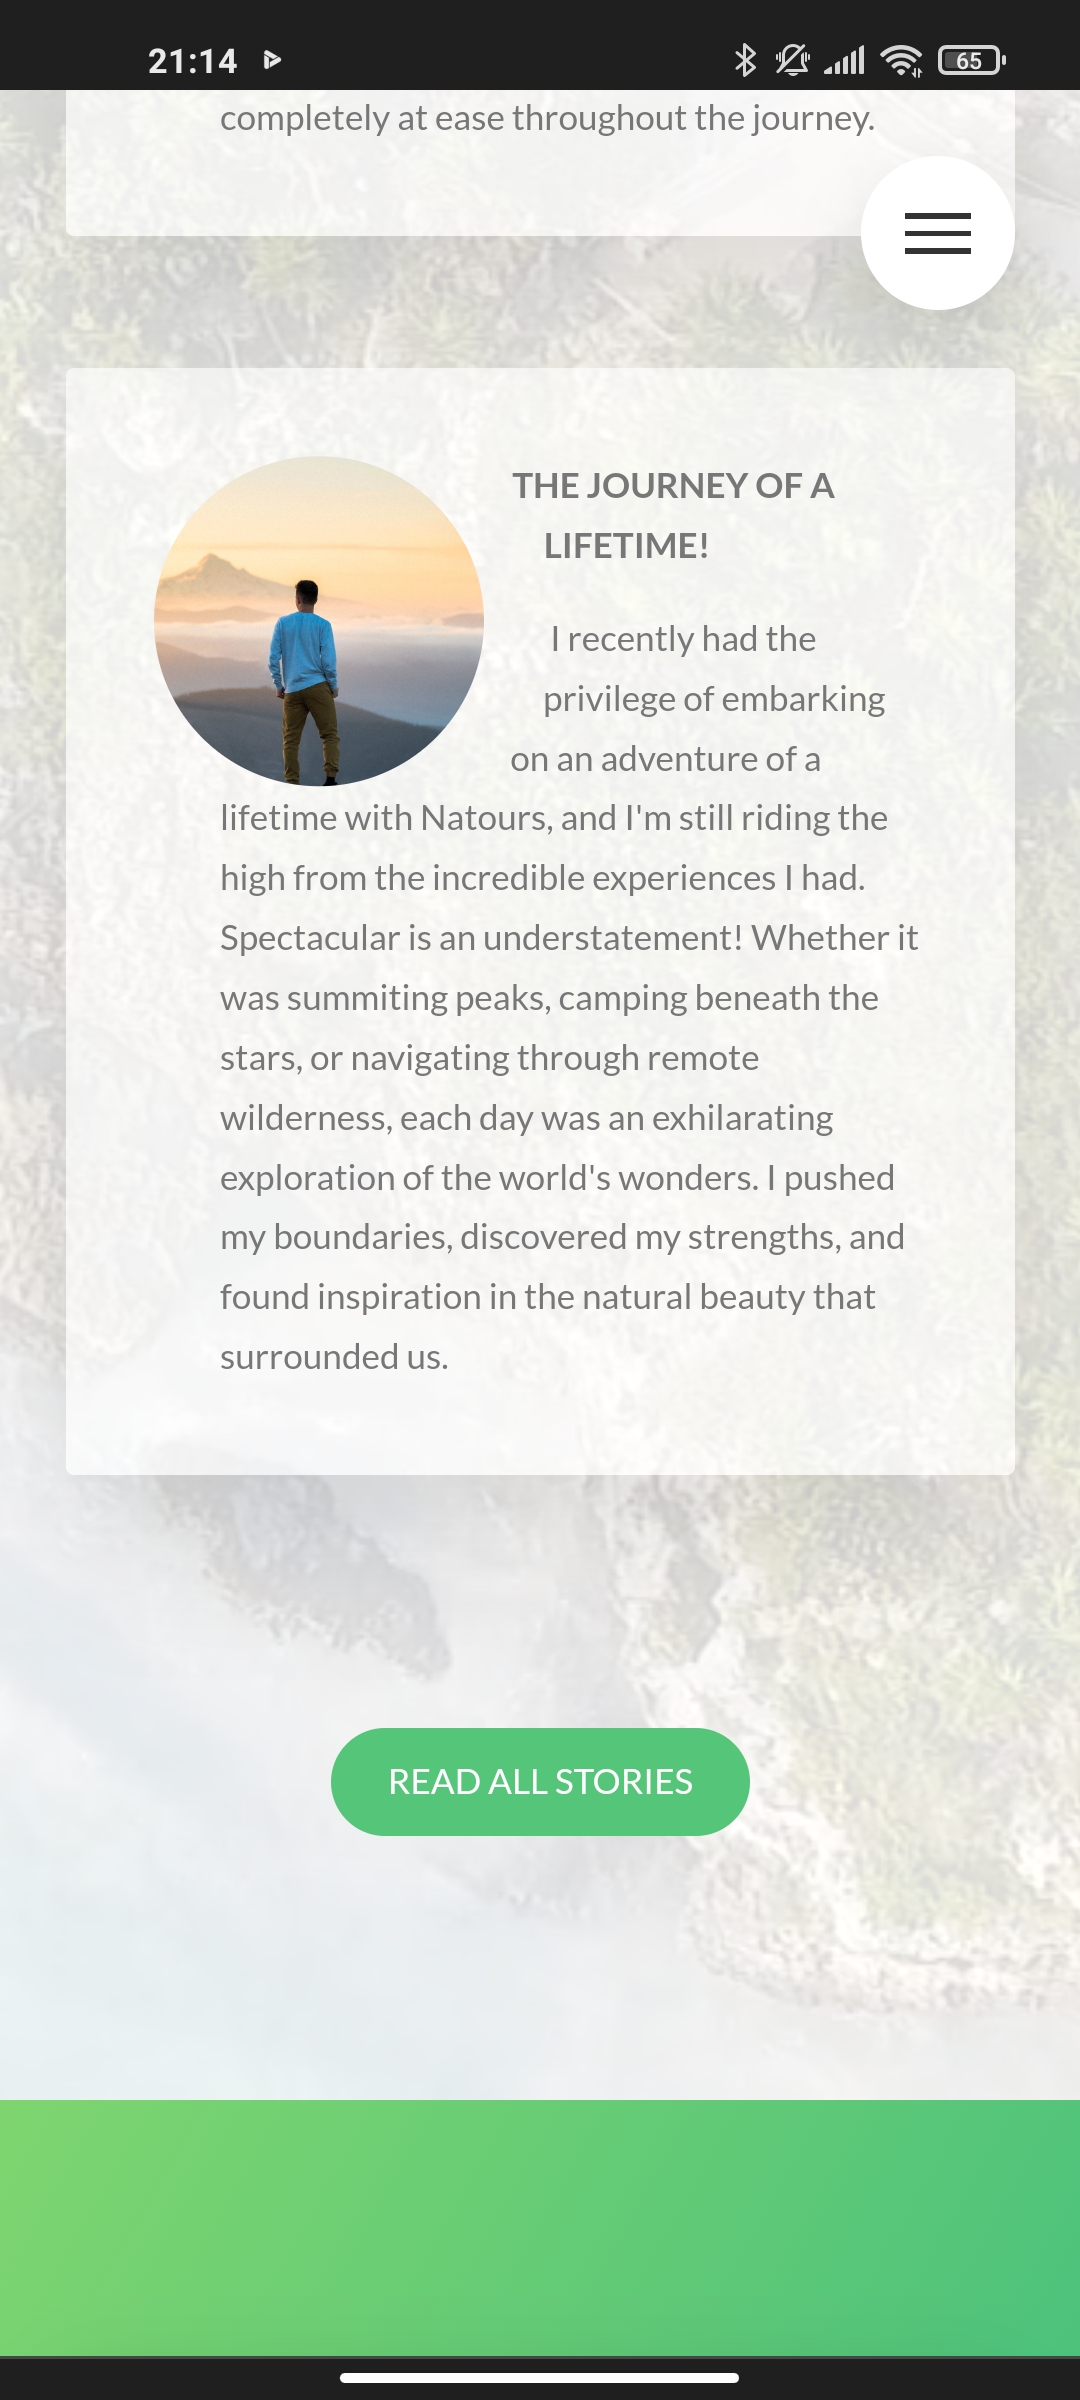 21:14
65
completely at ease throughout the journey.
THE JOURNEY OF A
LIFETIME!
I recently had the
privilege of embarking
on an adventure of a
lifetime with Natours, and I'm still riding the
high from the incredible experiences I had.
Spectacular is an understatement! Whether it
was summiting peaks, camping beneath the
stars, or navigating through remote
wilderness, each day was an exhilarating
exploration of the world's wonders. I pushed
my boundaries, discovered my strengths, and
found inspiration in the natural beauty that
surrounded us.
READ ALL STORIES